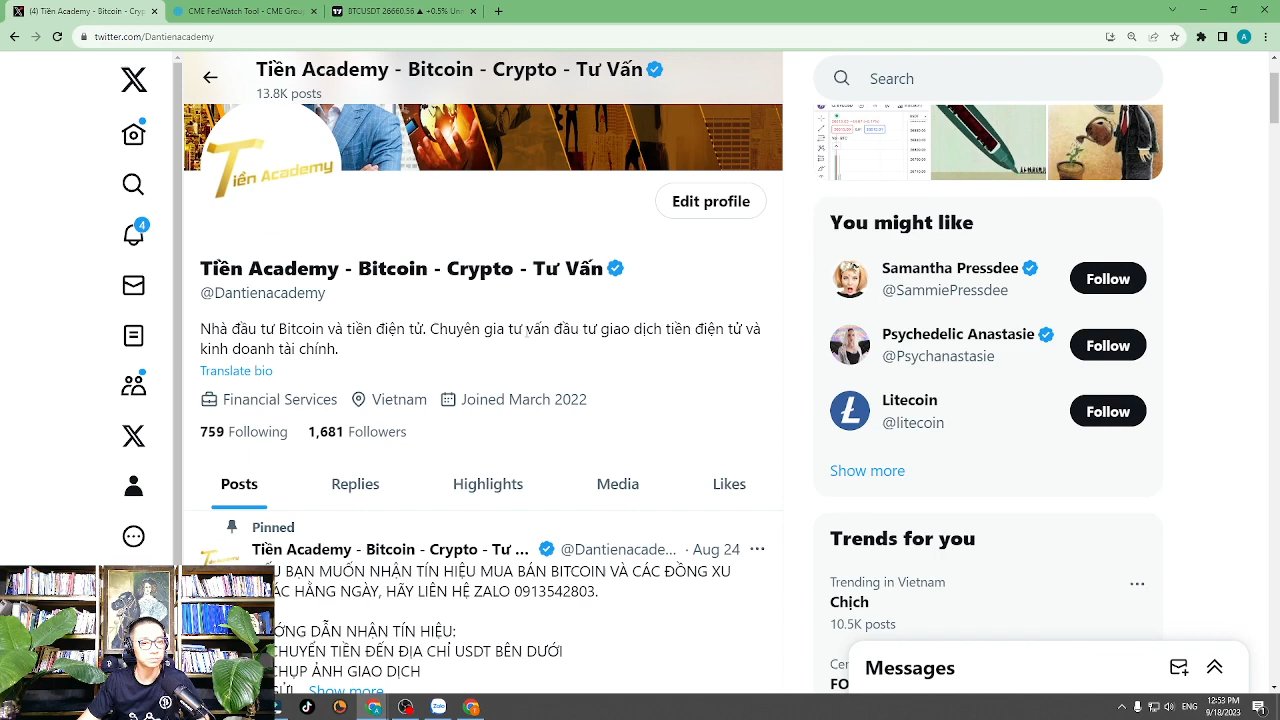 (4) Tiền Academy - Bitcoin - Cryp
CME FedWatch Tool - CME Group
BTCUSDT 26660.56 ▲ +0.5% Un
twitter.com/Dantienacademy
Tiền Academy - Bitcoin - Crypto - Tư Vấn
13.8K posts
Search
Tiền Academy
Edit profile
Tiền Academy - Bitcoin - Crypto - Tư Vấn
@Dantienacademy
Nhà đầu tư Bitcoin và tiền điện tử. Chuyên gia tư vấn đầu tư giao dịch tiền điện tử và
kinh doanh tài chính.
Translate bio
Financial Services Vietnam Joined March 2022
759 Following 1,681 Followers
Posts Replies Highlights Media Likes
Pinned
Tiền Academy - Bitcoin - Crypto - Tư ... @Dantienacade... · Aug 24
BẠN MUỐN NHẬN TÍN HIỆU MUA BÁN BITCOIN VÀ CÁC ĐỒNG XU
HẰNG NGÀY, HÃY LIÊN HỆ ZALO 0913542803.
DẪN NHẬN TÍN HIỆU:
CHUYỂN TIỀN ĐẾN ĐỊA CHỈ USDT BÊN DƯỚI
CHỤP ẢNH GIAO DỊCH
Show more
You might like
Samantha Pressdee
@SammiePressdee
Follow
Psychedelic Anastasie
@Psychanastasie
Follow
Litecoin
@litecoin
Follow
Show more
Trends for you
Trending in Vietnam
Chịch
10.5K posts
Messages
12:53 PM
9/18/2023